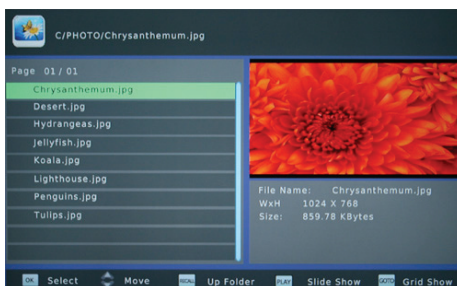 C/PHOTO/Chrysanthemum.jpg
Page 01/01
Chrysanthemum.jpg
Desert.jpg
Hydrangeas.jpg
Jellyfish.jpg
Koala.jpg
Lighthouse.jpg
Penguins.jpg
Tulips.jpg
File Name: Chrysanthemum.jpg
WxH 1024 X 768
Size: 859.78 KBytes
OK Select Move RECALL Up Folder PLAY Slide Show GOTO Grid Show